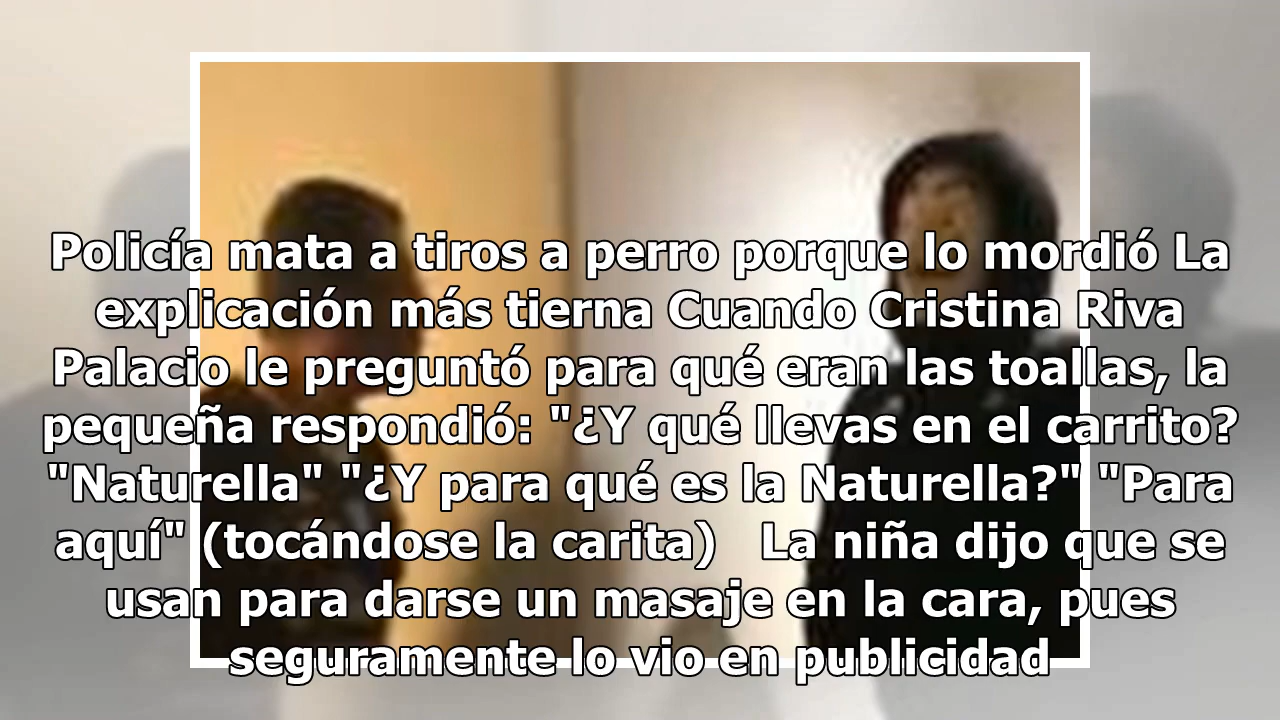 Policía mata a tiros a perro porque lo mordió La
explicación más tierna Cuando Cristina Riva
Palacio le preguntó para qué eran las toallas, la
pequeña respondió: "¿Y qué llevas en el carrito?
"Naturella" "¿Y para qué es la Naturella?" "Para
aquí" (tocándose la carita)   La niña dijo que se
usan para darse un masaje en la cara, pues
seguramente lo vio en publicidad